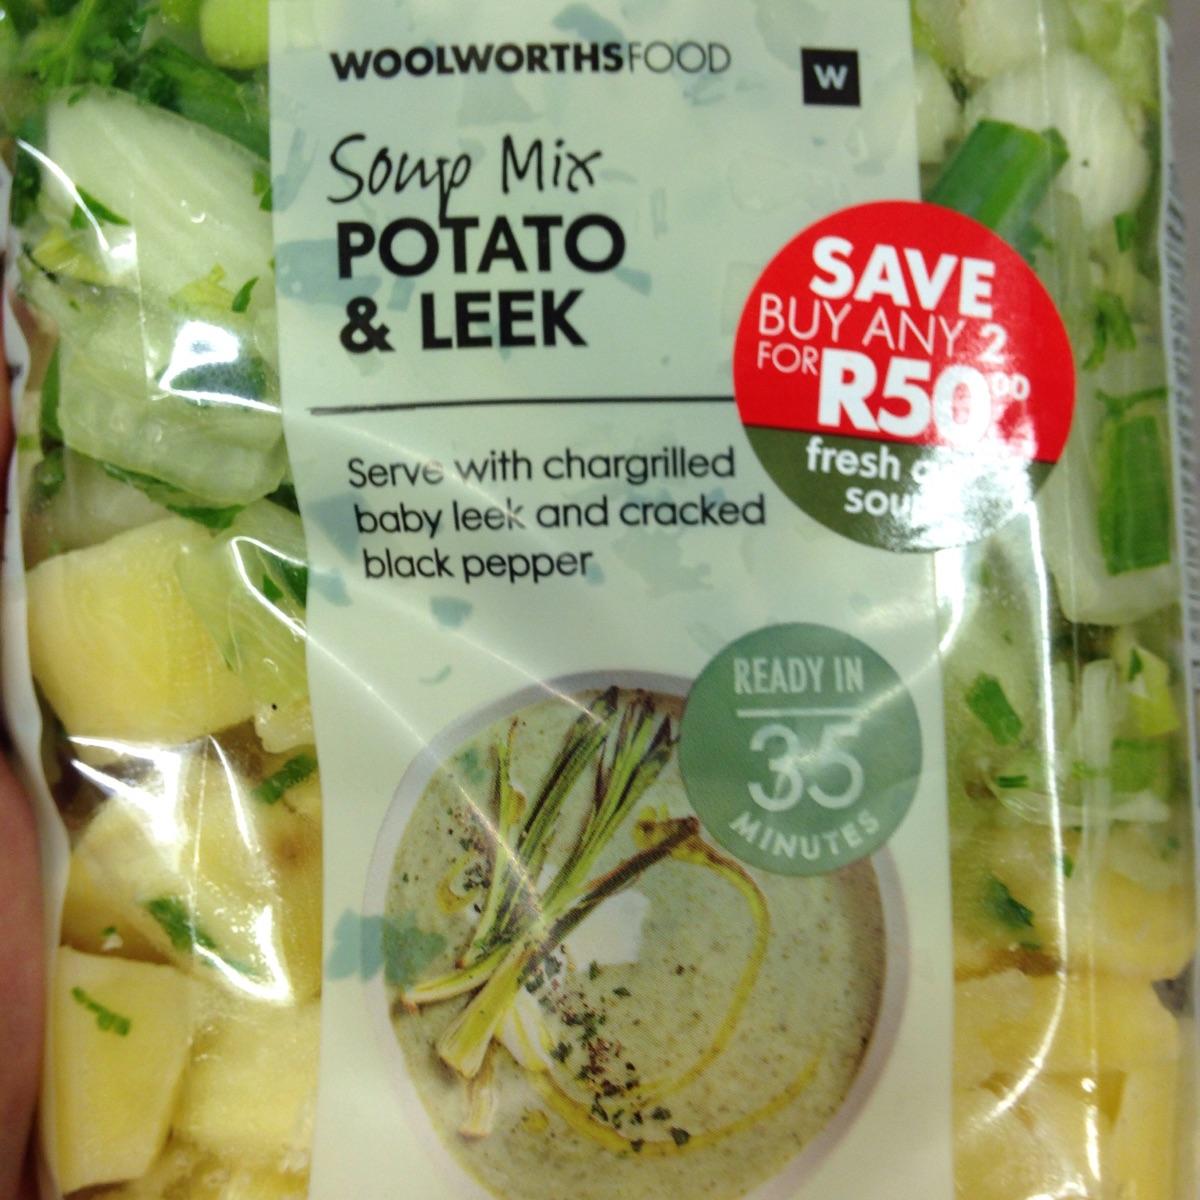 WOOLWORTHSFOOD
W
Soup Mix
POTATO
& LEEK
SAVE
BUY ANY 2
FOR R50.00
fresh
Serve with chargrilled
baby leek and cracked
black pepper
READY IN
35
MINUTES